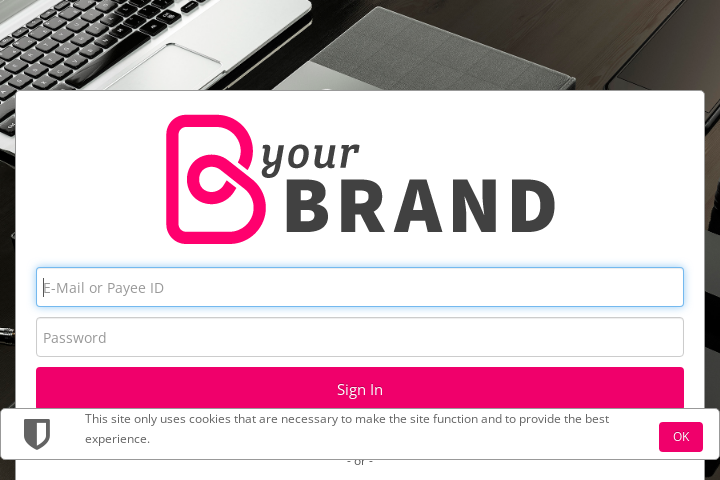 your
BRAND
E-Mail or Payee ID
Password
Sign In
This site only uses cookies that are necessary to make the site function and to provide the best
experience.
OK
- or -